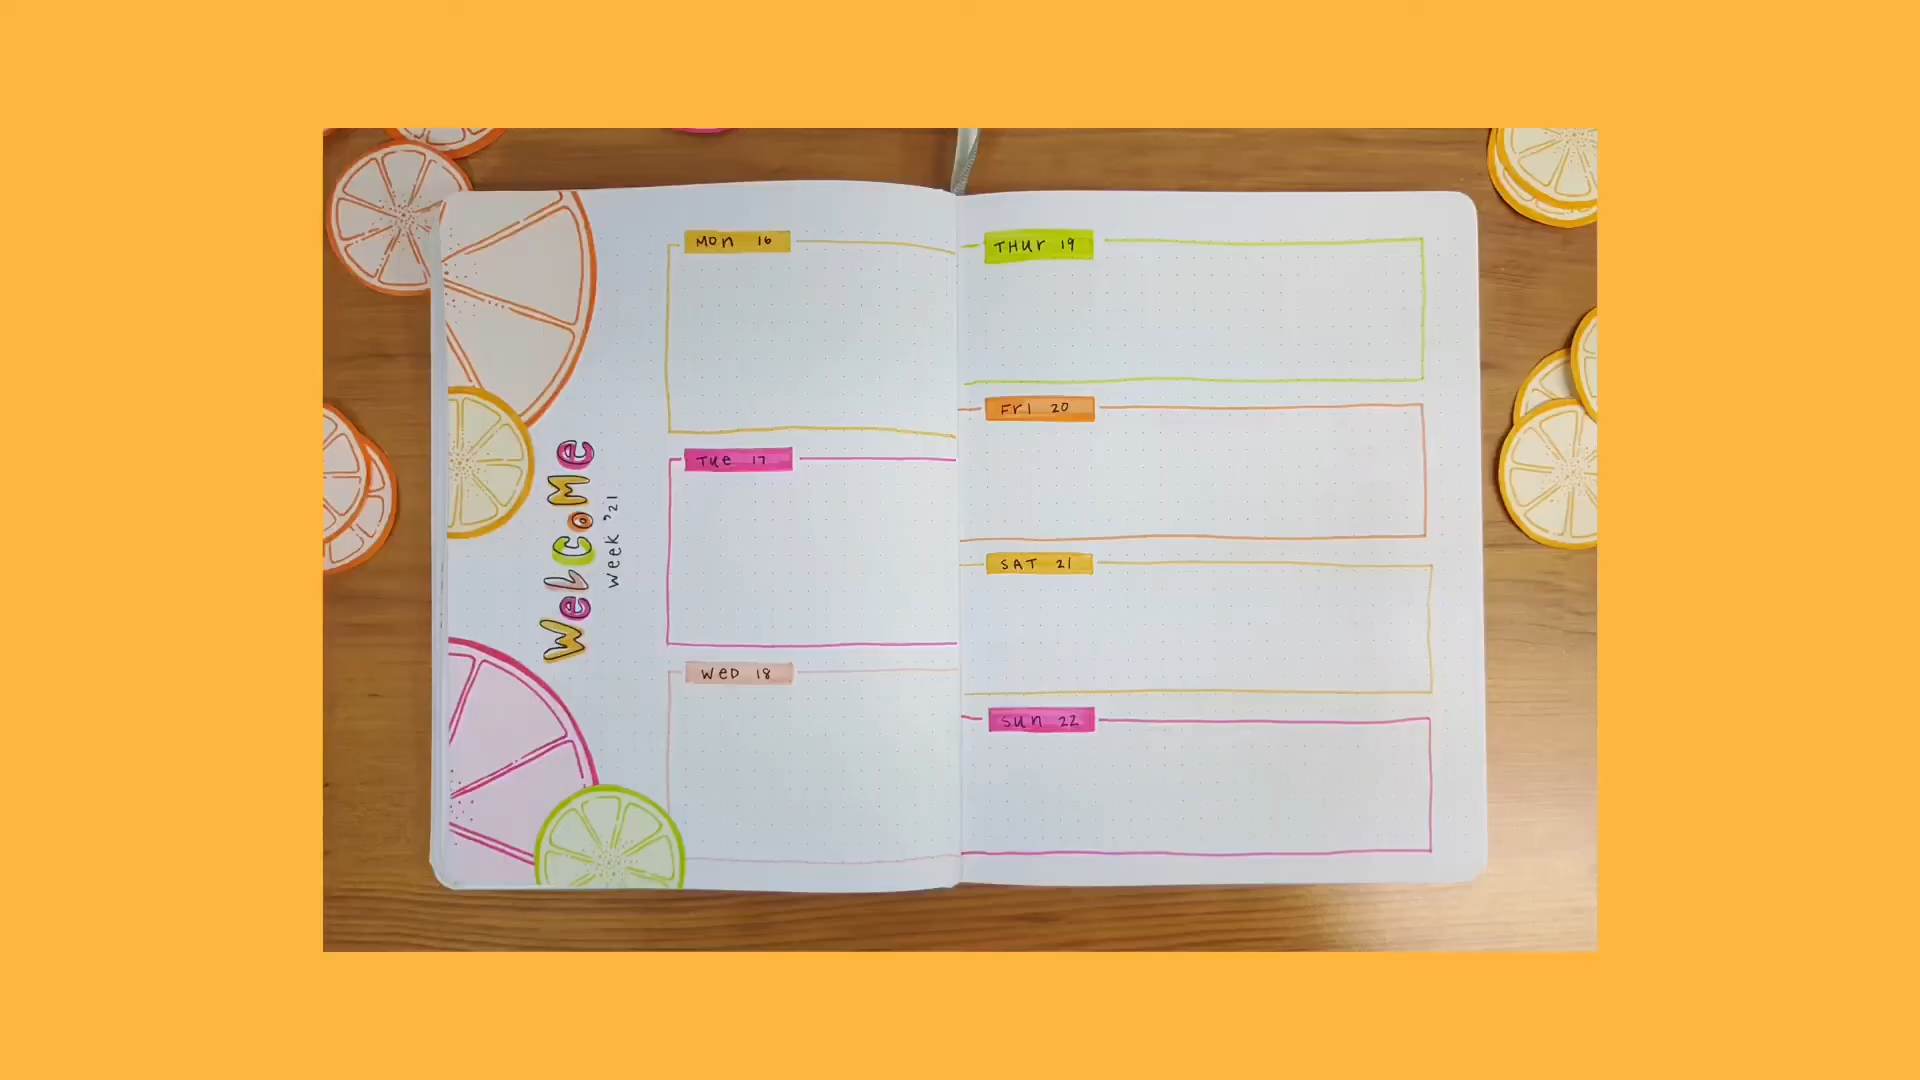 WeLCoMe
week '21
Mon 16
Tue 17
Wed 18
THur 19
Fri 20
SAT 21
Sun 22